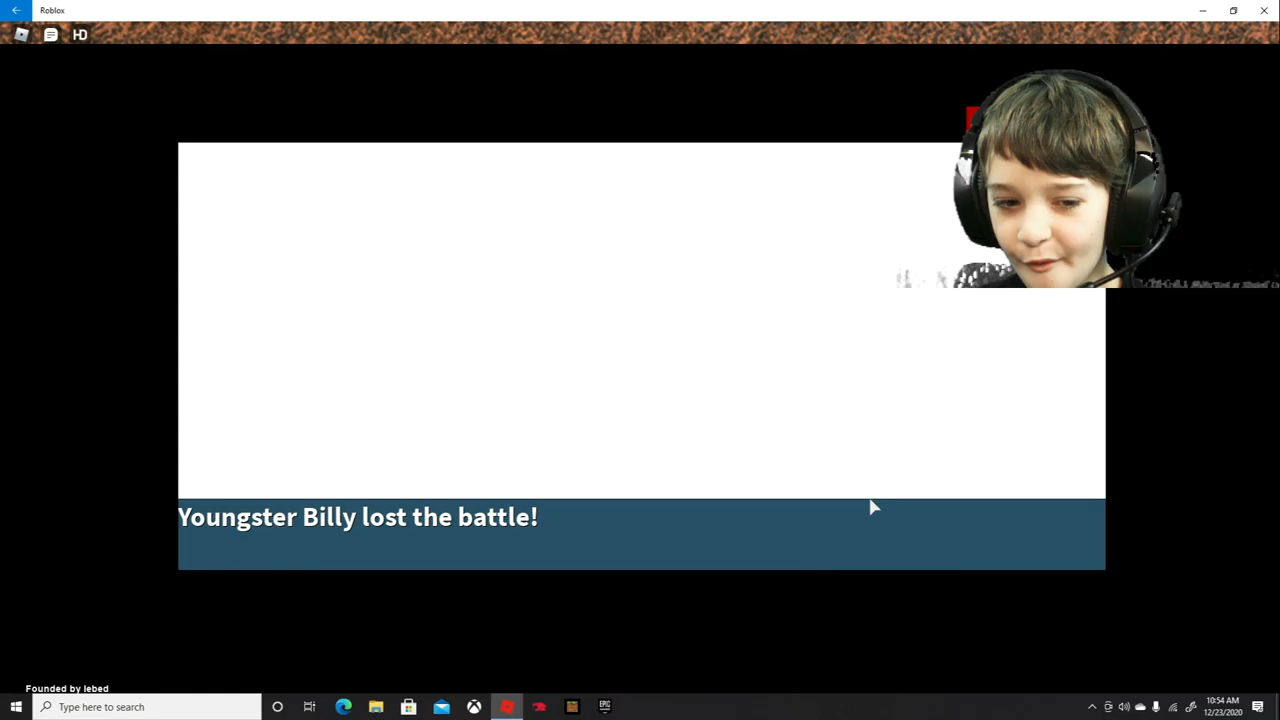 Roblox
HD
Youngster Billy lost the battle!
Founded by lebed
Type here to search
EPIC
10:54 AM
12/23/2020